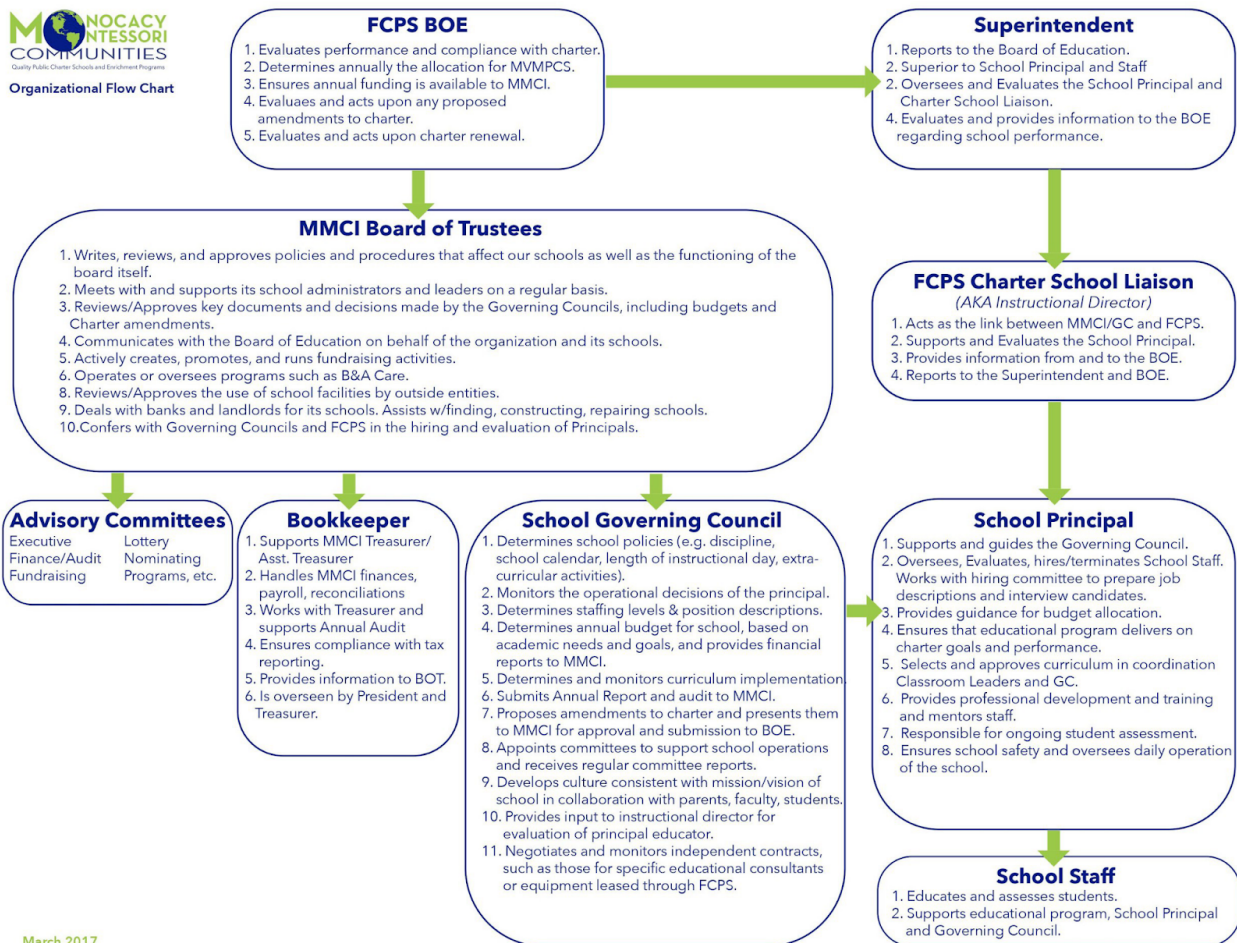 MONOCACY
MONTESSORI
COMMUNITIES
Quality Public Charter Schools and Enrichment Programs
Organizational Flow Chart
FCPS BOE
1. Evaluates performance and compliance with charter.
2. Determines annually the allocation for MVMPCS.
3. Ensures annual funding is available to MMCI.
4. Evaluaes and acts upon any proposed
amendments to charter.
5. Evaluates and acts upon charter renewal.
Superintendent
1. Reports to the Board of Education.
2. Superior to School Principal and Staff
2. Oversees and Evaluates the School Principal and
Charter School Liaison.
4. Evaluates and provides information to the BOE
regarding school performance.
MMCI Board of Trustees
1. Writes, reviews, and approves policies and procedures that affect our schools as well as the functioning of the
board itself.
2. Meets with and supports its school administrators and leaders on a regular basis.
3. Reviews/Approves key documents and decisions made by the Governing Councils, including budgets and
Charter amendments.
4. Communicates with the Board of Education on behalf of the organization and its schools.
5. Actively creates, promotes, and runs fundraising activities.
6. Operates or oversees programs such as B&A Care.
8. Reviews/Approves the use of school facilities by outside entities.
9. Deals with banks and landlords for its schools. Assists w/finding, constructing, repairing schools.
10.Confers with Governing Councils and FCPS in the hiring and evaluation of Principals.
FCPS Charter School Liaison
(AKA Instructional Director)
1. Acts as the link between MMCI/GC and FCPS.
2. Supports and Evaluates the School Principal.
3. Provides information from and to the BOE.
4. Reports to the Superintendent and BOE.
Advisory Committees
Executive Lottery
Finance/Audit Nominating
Fundraising Programs, etc.
Bookkeeper
1. Supports MMCI Treasurer/
Asst. Treasurer
2. Handles MMCI finances,
payroll, reconciliations
3. Works with Treasurer and
supports Annual Audit
4. Ensures compliance with tax
reporting.
5. Provides information to BOT.
6. Is overseen by President and
Treasurer.
School Governing Council
1. Determines school policies (e.g. discipline,
school calendar, length of instructional day, extra-
curricular activities).
2. Monitors the operational decisions of the principal.
3. Determines staffing levels & position descriptions.
4. Determines annual budget for school, based on
academic needs and goals, and provides financial
reports to MMCI.
5. Determines and monitors curriculum implementation.
6. Submits Annual Report and audit to MMCI.
7. Proposes amendments to charter and presents them
to MMCI for approval and submission to BOE.
8. Appoints committees to support school operations
and receives regular committee reports.
9. Develops culture consistent with mission/vision of
school in collaboration with parents, faculty, students.
10. Provides input to instructional director for
evaluation of principal educator.
11. Negotiates and monitors independent contracts,
such as those for specific educational consultants
or equipment leased through FCPS.
School Principal
1. Supports and guides the Governing Council.
2. Oversees, Evaluates, hires/terminates School Staff.
Works with hiring committee to prepare job
descriptions and interview candidates.
3. Provides guidance for budget allocation.
4. Ensures that educational program delivers on
charter goals and performance.
5. Selects and approves curriculum in coordination
Classroom Leaders and GC.
6. Provides professional development and training
and mentors staff.
7. Responsible for ongoing student assessment.
8. Ensures school safety and oversees daily operation
of the school.
School Staff
1. Educates and assesses students.
2. Supports educational program, School Principal
and Governing Council.
March 2017